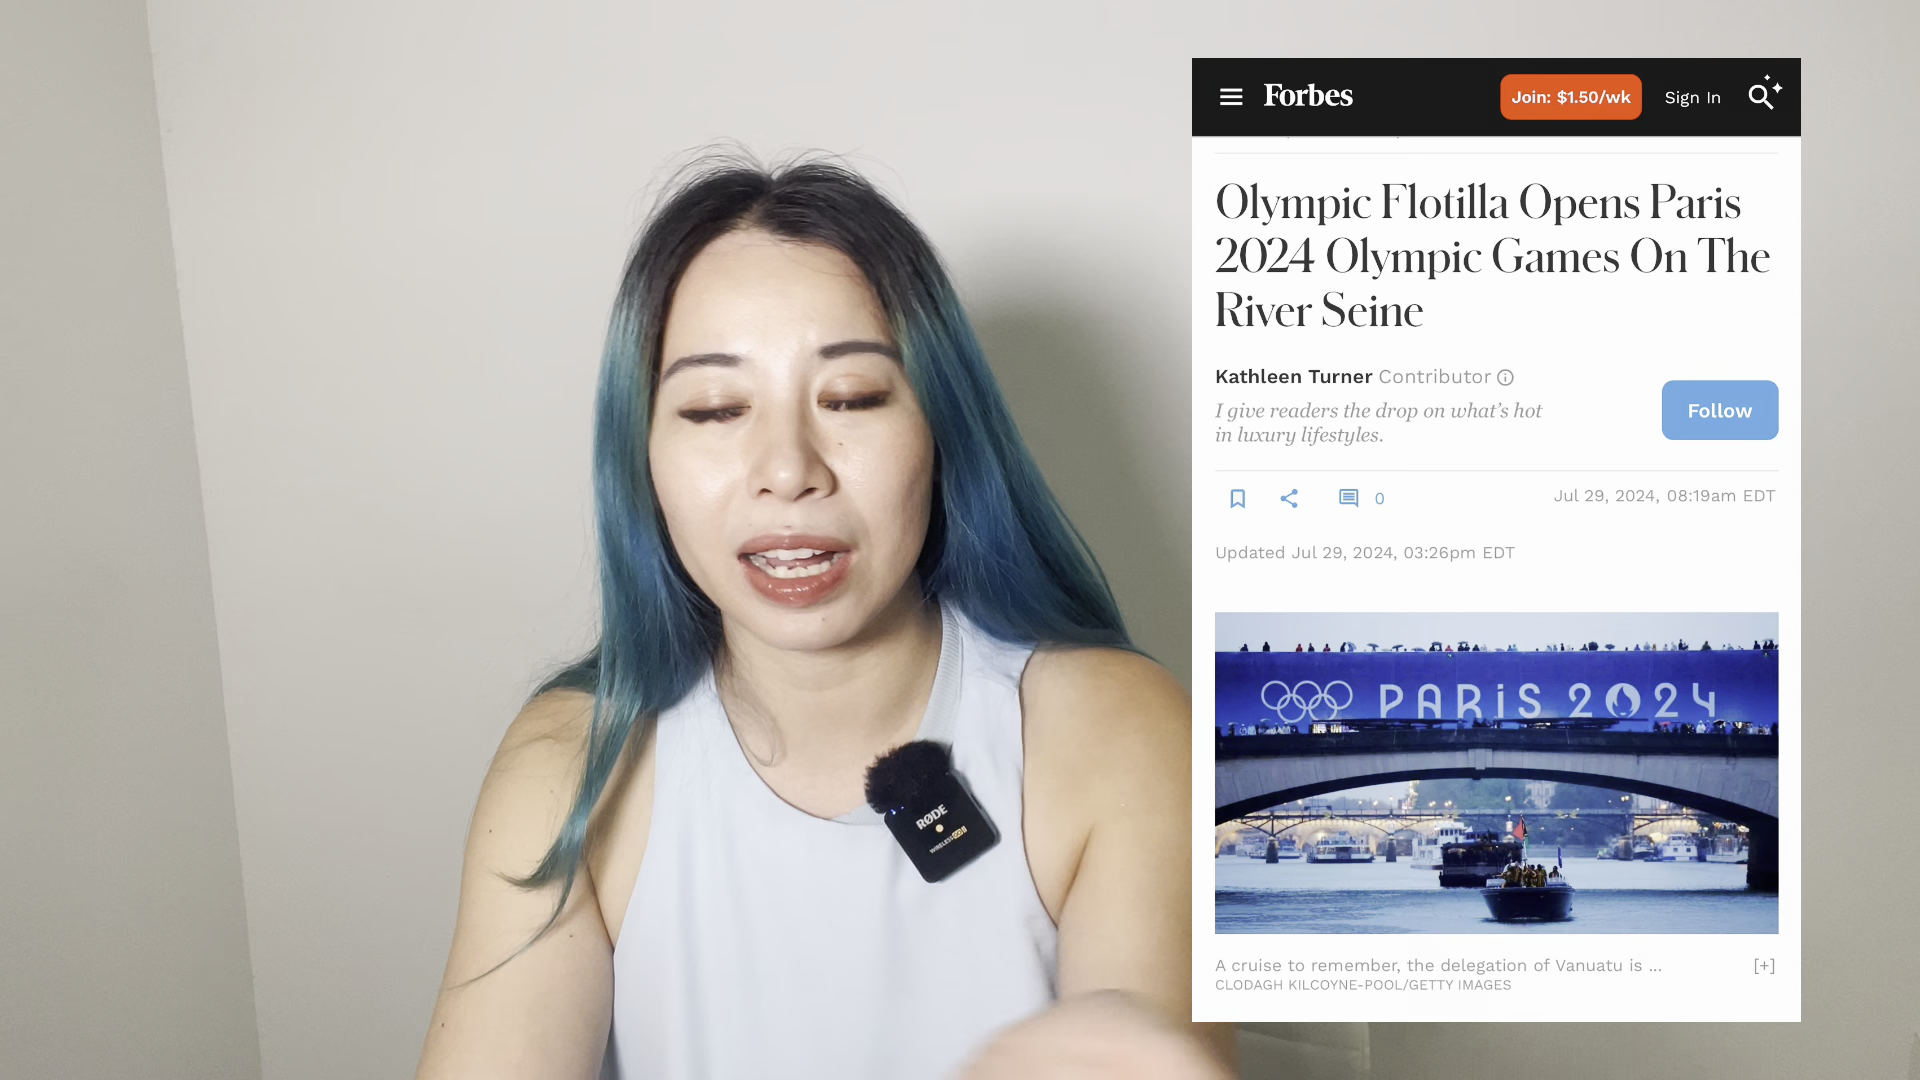 Forbes
Join: $1.50/wk
Sign In
Olympic Flotilla Opens Paris
2024 Olympic Games On The
River Seine
Kathleen Turner Contributor
I give readers the drop on what's hot
in luxury lifestyles.
Follow
0
Jul 29, 2024, 08:19am EDT
Updated Jul 29, 2024, 03:26pm EDT
PARiS 2024
A cruise to remember, the delegation of Vanuatu is ...
[+]
CLODAGH KILCOYNE-POOL/GETTY IMAGES
RØDE
WIRELESS